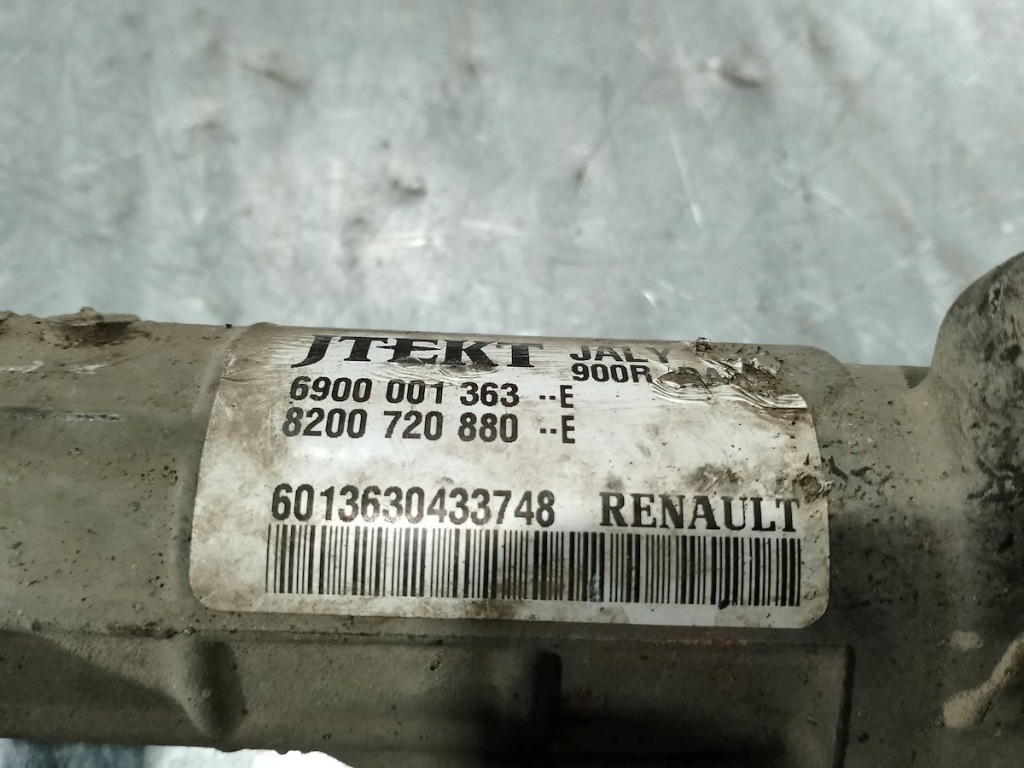 JTEKT JALY
900R
6900 001 363 --E
8200 720 880 --E
6013630433748 RENAULT